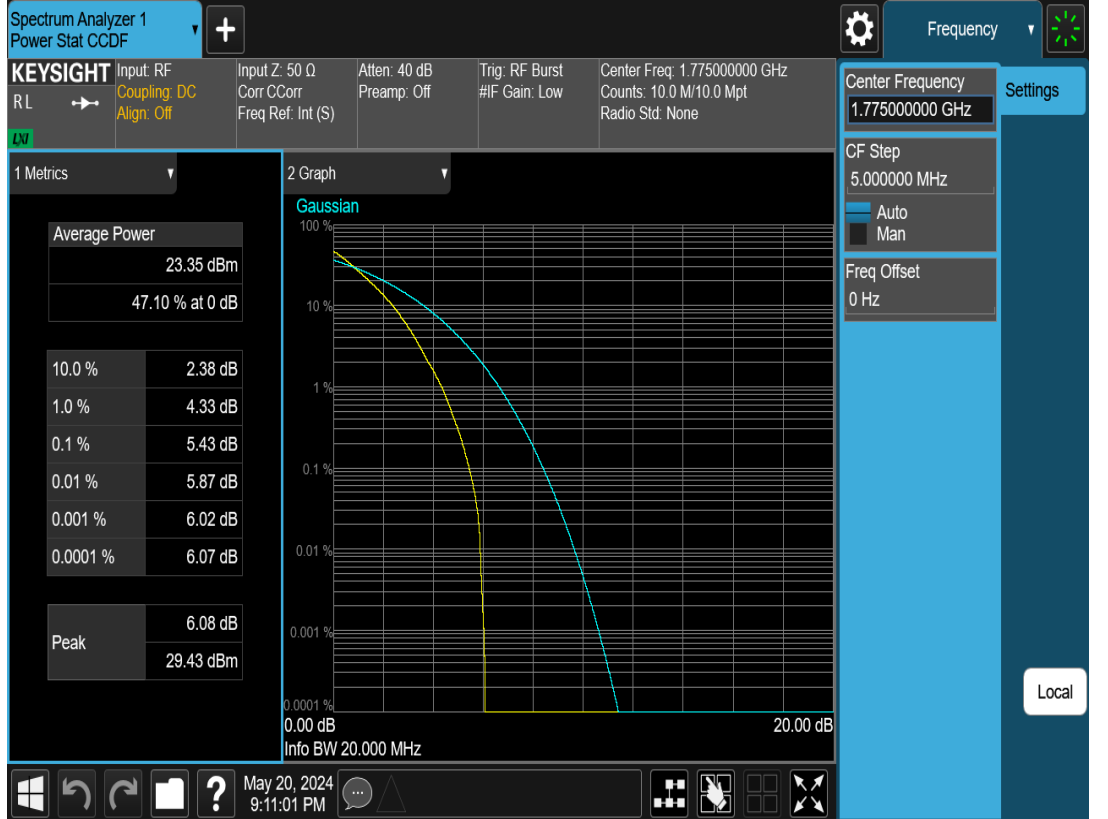 Spectrum Analyzer 1
Power Stat CCDF
+
Frequency
KEYSIGHT
RL
LXI
Input: RF
Coupling: DC
Align: Off
Input Z: 50 Ω
Corr CCorr
Freq Ref: Int (S)
Atten: 40 dB
Preamp: Off
Trig: RF Burst
#IF Gain: Low
Center Freq: 1.775000000 GHz
Counts: 10.0 M/10.0 Mpt
Radio Std: None
1 Metrics
Average Power
23.35 dBm
47.10 % at 0 dB
10.0 % 2.38 dB
1.0 % 4.33 dB
0.1 % 5.43 dB
0.01 % 5.87 dB
0.001 % 6.02 dB
0.0001 % 6.07 dB
Peak
6.08 dB
29.43 dBm
2 Graph
Gaussian
100 %
10 %
1 %
0.1 %
0.01 %
0.001 %
0.0001 %
0.00 dB 20.00 dB
Info BW 20.000 MHz
Center Frequency
1.775000000 GHz
CF Step
5.000000 MHz
Auto
Man
Freq Offset
0 Hz
Settings
Local
?
May 20, 2024
9:11:01 PM